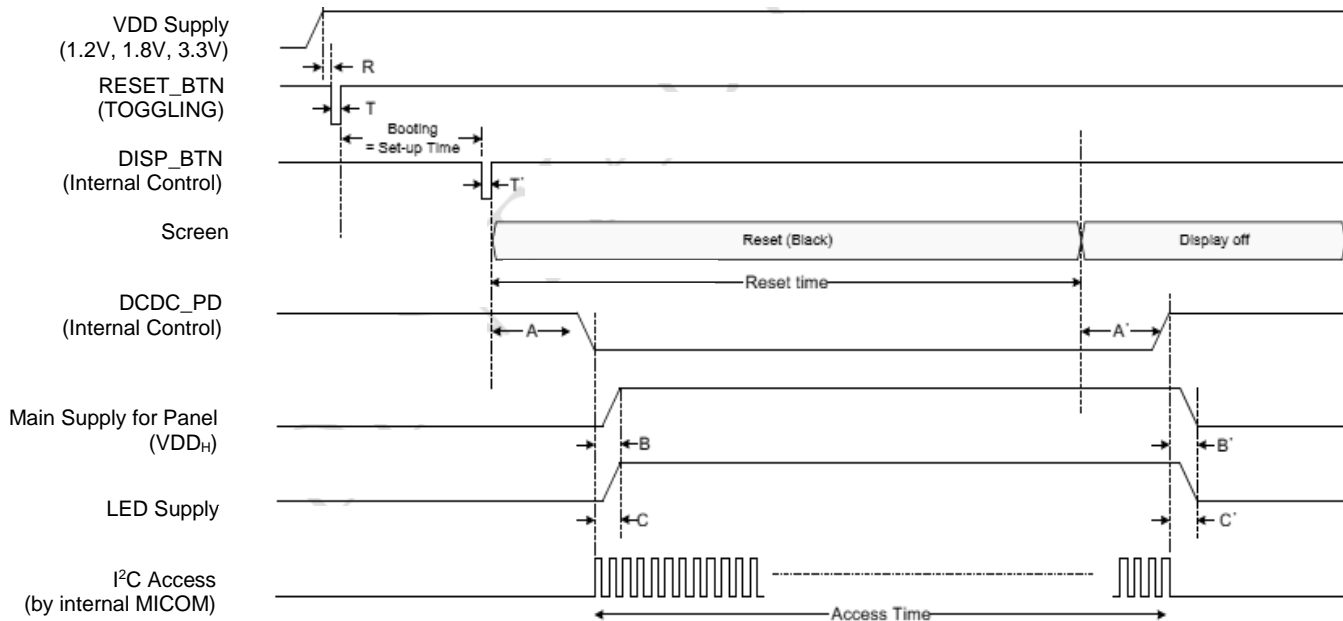 VDD Supply
(1.2V, 1.8V, 3.3V)
R
RESET_BTN
(TOGGLING)
T
Booting
= Set-up Time
DISP_BTN
(Internal Control)
T'
Screen
Reset (Black)
Display off
Reset time
DCDC_PD
(Internal Control)
A
A'
Main Supply for Panel
(VDDH)
B
B'
LED Supply
C
C'
I²C Access
(by internal MICOM)
Access Time